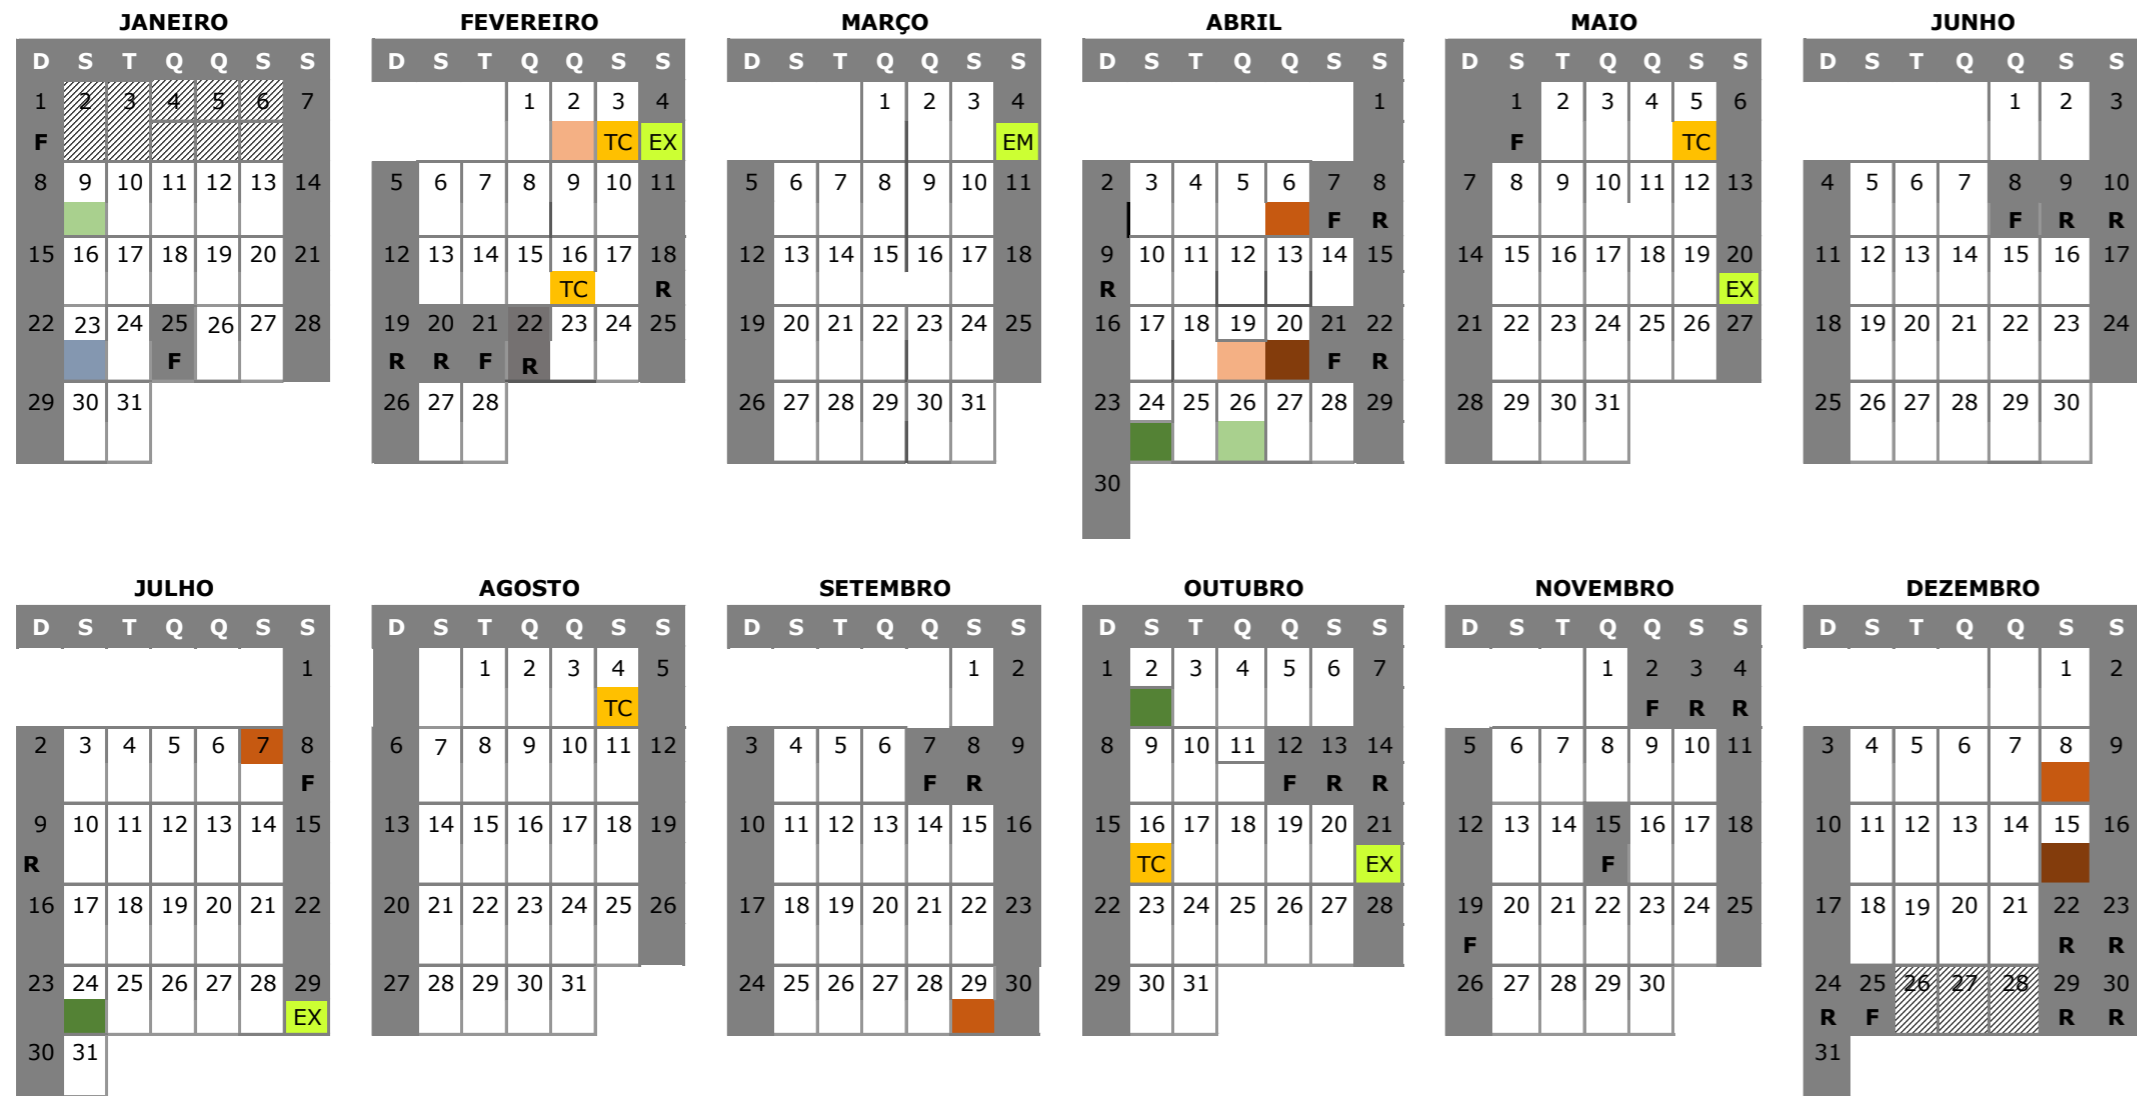 JANEIRO FEVEREIRO MARÇO ABRIL MAIO JUNHO
D S T Q Q S S D S T Q Q S S D S T Q Q S S D S T Q Q S S D S T Q Q S S D S T Q Q S S
1 2 3 4 5 6 7 1 2 3 4 1 2 3 4 1 1 2 3 4 5 6 1 2 3
F TC EX EM F TC
8 9 10 11 12 13 14 5 6 7 8 9 10 11 5 6 7 8 9 10 11 2 3 4 5 6 7 8 7 8 9 10 11 12 13 4 5 6 7 8 9 10
F R F R R
15 16 17 18 19 20 21 12 13 14 15 16 17 18 12 13 14 15 16 17 18 9 10 11 12 13 14 15 14 15 16 17 18 19 20 11 12 13 14 15 16 17
TC R R EX
22 23 24 25 26 27 28 19 20 21 22 23 24 25 19 20 21 22 23 24 25 16 17 18 19 20 21 22 21 22 23 24 25 26 27 18 19 20 21 22 23 24
F R R F R F R
29 30 31 26 27 28 26 27 28 29 30 31 23 24 25 26 27 28 29 28 29 30 31 25 26 27 28 29 30
30
JULHO AGOSTO SETEMBRO OUTUBRO NOVEMBRO DEZEMBRO
D S T Q Q S S D S T Q Q S S D S T Q Q S S D S T Q Q S S D S T Q Q S S D S T Q Q S S
1 1 2 3 4 5 1 2 1 2 3 4 5 6 7 1 2 3 4 1 2
TC F R R
2 3 4 5 6 7 8 6 7 8 9 10 11 12 3 4 5 6 7 8 9 8 9 10 11 12 13 14 5 6 7 8 9 10 11 3 4 5 6 7 8 9
F F R F R R
9 10 11 12 13 14 15 13 14 15 16 17 18 19 10 11 12 13 14 15 16 15 16 17 18 19 20 21 12 13 14 15 16 17 18 10 11 12 13 14 15 16
R TC EX F
16 17 18 19 20 21 22 20 21 22 23 24 25 26 17 18 19 20 21 22 23 22 23 24 25 26 27 28 19 20 21 22 23 24 25 17 18 19 20 21 22 23
F R R
23 24 25 26 27 28 29 27 28 29 30 31 24 25 26 27 28 29 30 29 30 31 26 27 28 29 30 24 25 26 27 28 29 30
EX R F R R
30 31 31